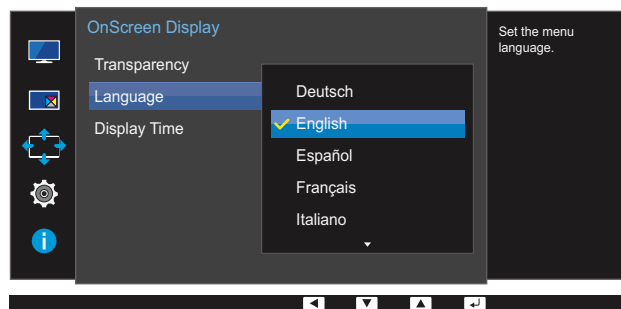 OnScreen Display
Transparency
Language
Display Time
Deutsch
English
Español
Français
Italiano
Set the menu
language.